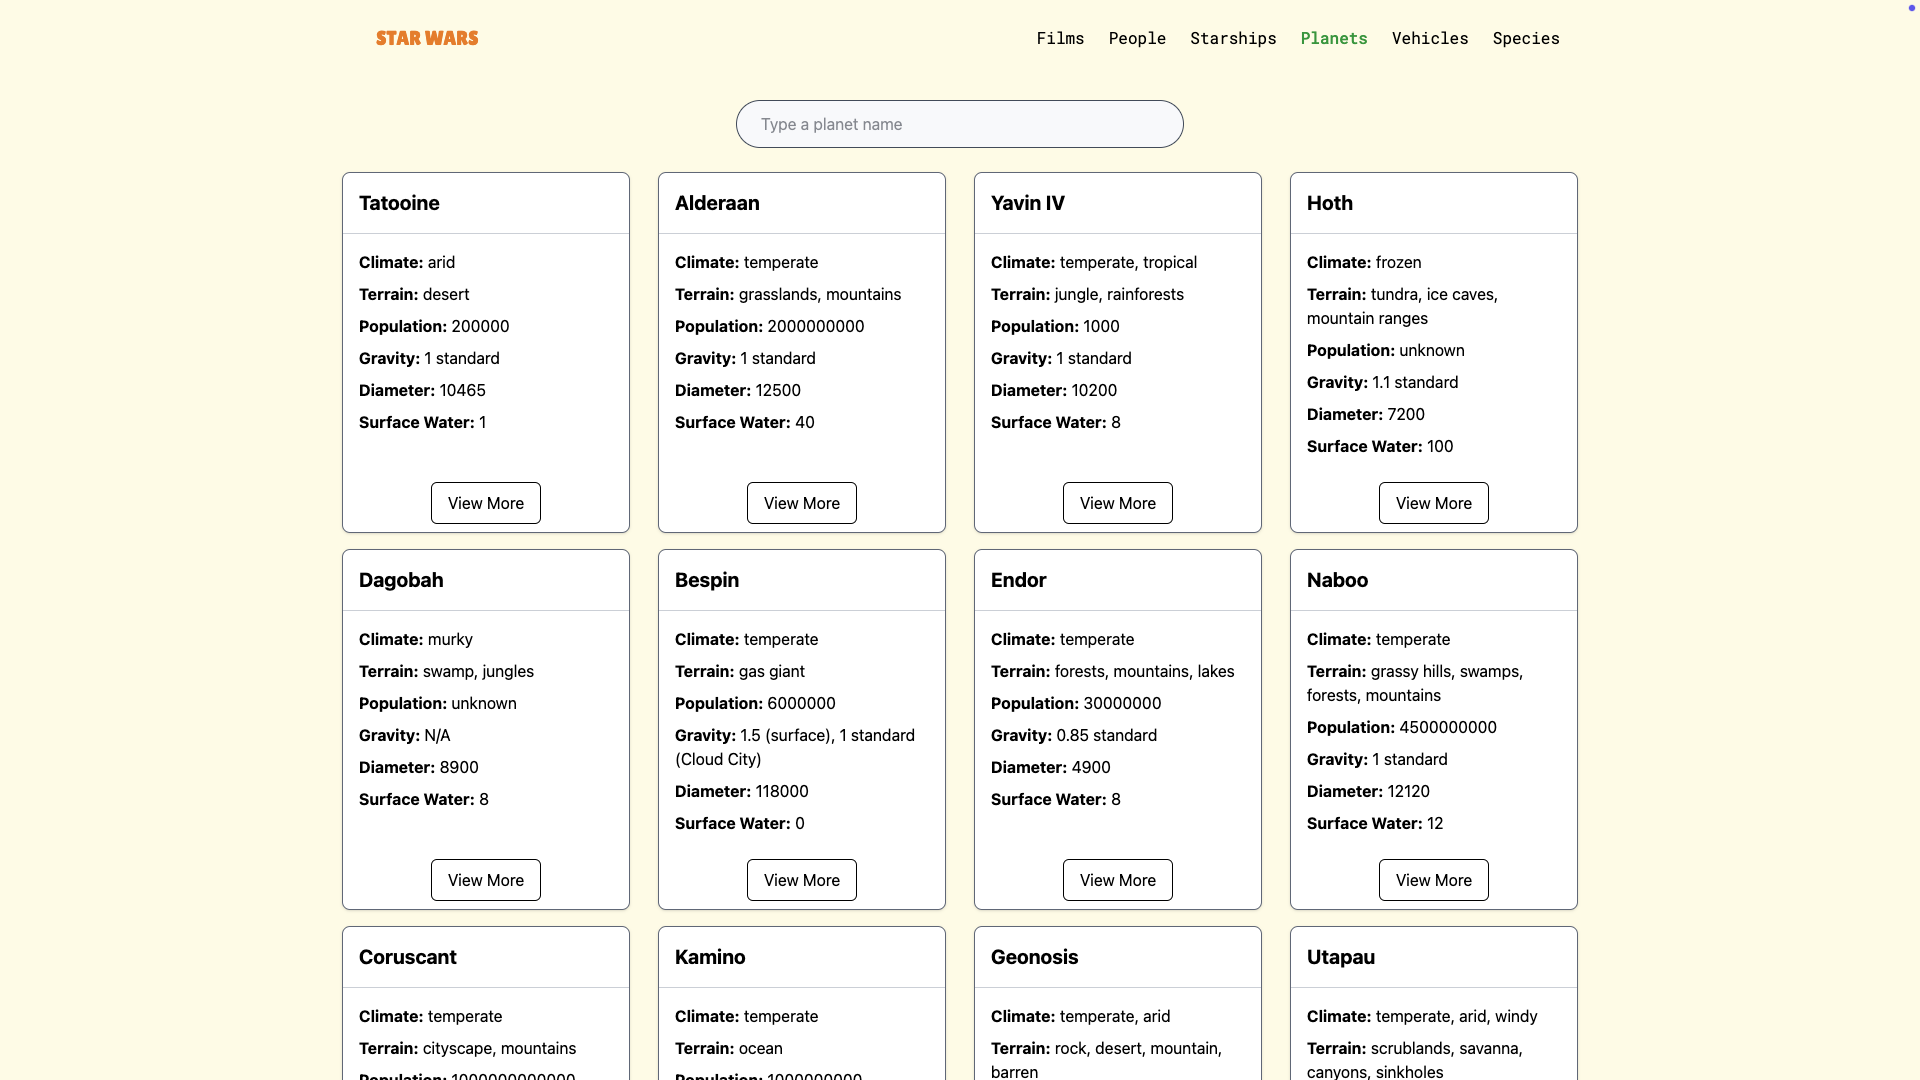 STAR WARS
Films People Starships Planets Vehicles Species
Type a planet name
Tatooine
Climate: arid
Terrain: desert
Population: 200000
Gravity: 1 standard
Diameter: 10465
Surface Water: 1
View More
Alderaan
Climate: temperate
Terrain: grasslands, mountains
Population: 2000000000
Gravity: 1 standard
Diameter: 12500
Surface Water: 40
View More
Yavin IV
Climate: temperate, tropical
Terrain: jungle, rainforests
Population: 1000
Gravity: 1 standard
Diameter: 10200
Surface Water: 8
View More
Hoth
Climate: frozen
Terrain: tundra, ice caves,
mountain ranges
Population: unknown
Gravity: 1.1 standard
Diameter: 7200
Surface Water: 100
View More
Dagobah
Climate: murky
Terrain: swamp, jungles
Population: unknown
Gravity: N/A
Diameter: 8900
Surface Water: 8
View More
Bespin
Climate: temperate
Terrain: gas giant
Population: 6000000
Gravity: 1.5 (surface), 1 standard
(Cloud City)
Diameter: 118000
Surface Water: 0
View More
Endor
Climate: temperate
Terrain: forests, mountains, lakes
Population: 30000000
Gravity: 0.85 standard
Diameter: 4900
Surface Water: 8
View More
Naboo
Climate: temperate
Terrain: grassy hills, swamps,
forests, mountains
Population: 4500000000
Gravity: 1 standard
Diameter: 12120
Surface Water: 12
View More
Coruscant
Climate: temperate
Terrain: cityscape, mountains
Population: 1000000000000
Kamino
Climate: temperate
Terrain: ocean
Population: 1000000000
Geonosis
Climate: temperate, arid
Terrain: rock, desert, mountain,
barren
Utapau
Climate: temperate, arid, windy
Terrain: scrublands, savanna,
canyons, sinkholes